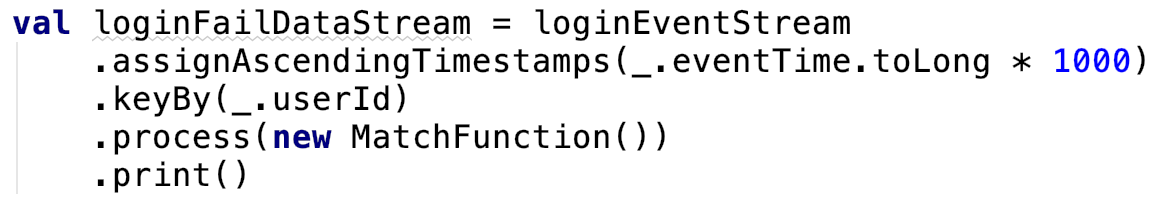 val loginFailDataStream = loginEventStream
.assignAscendingTimestamps(_.eventTime.toLong * 1000)
.keyBy(_.userId)
.process(new MatchFunction())
.print()